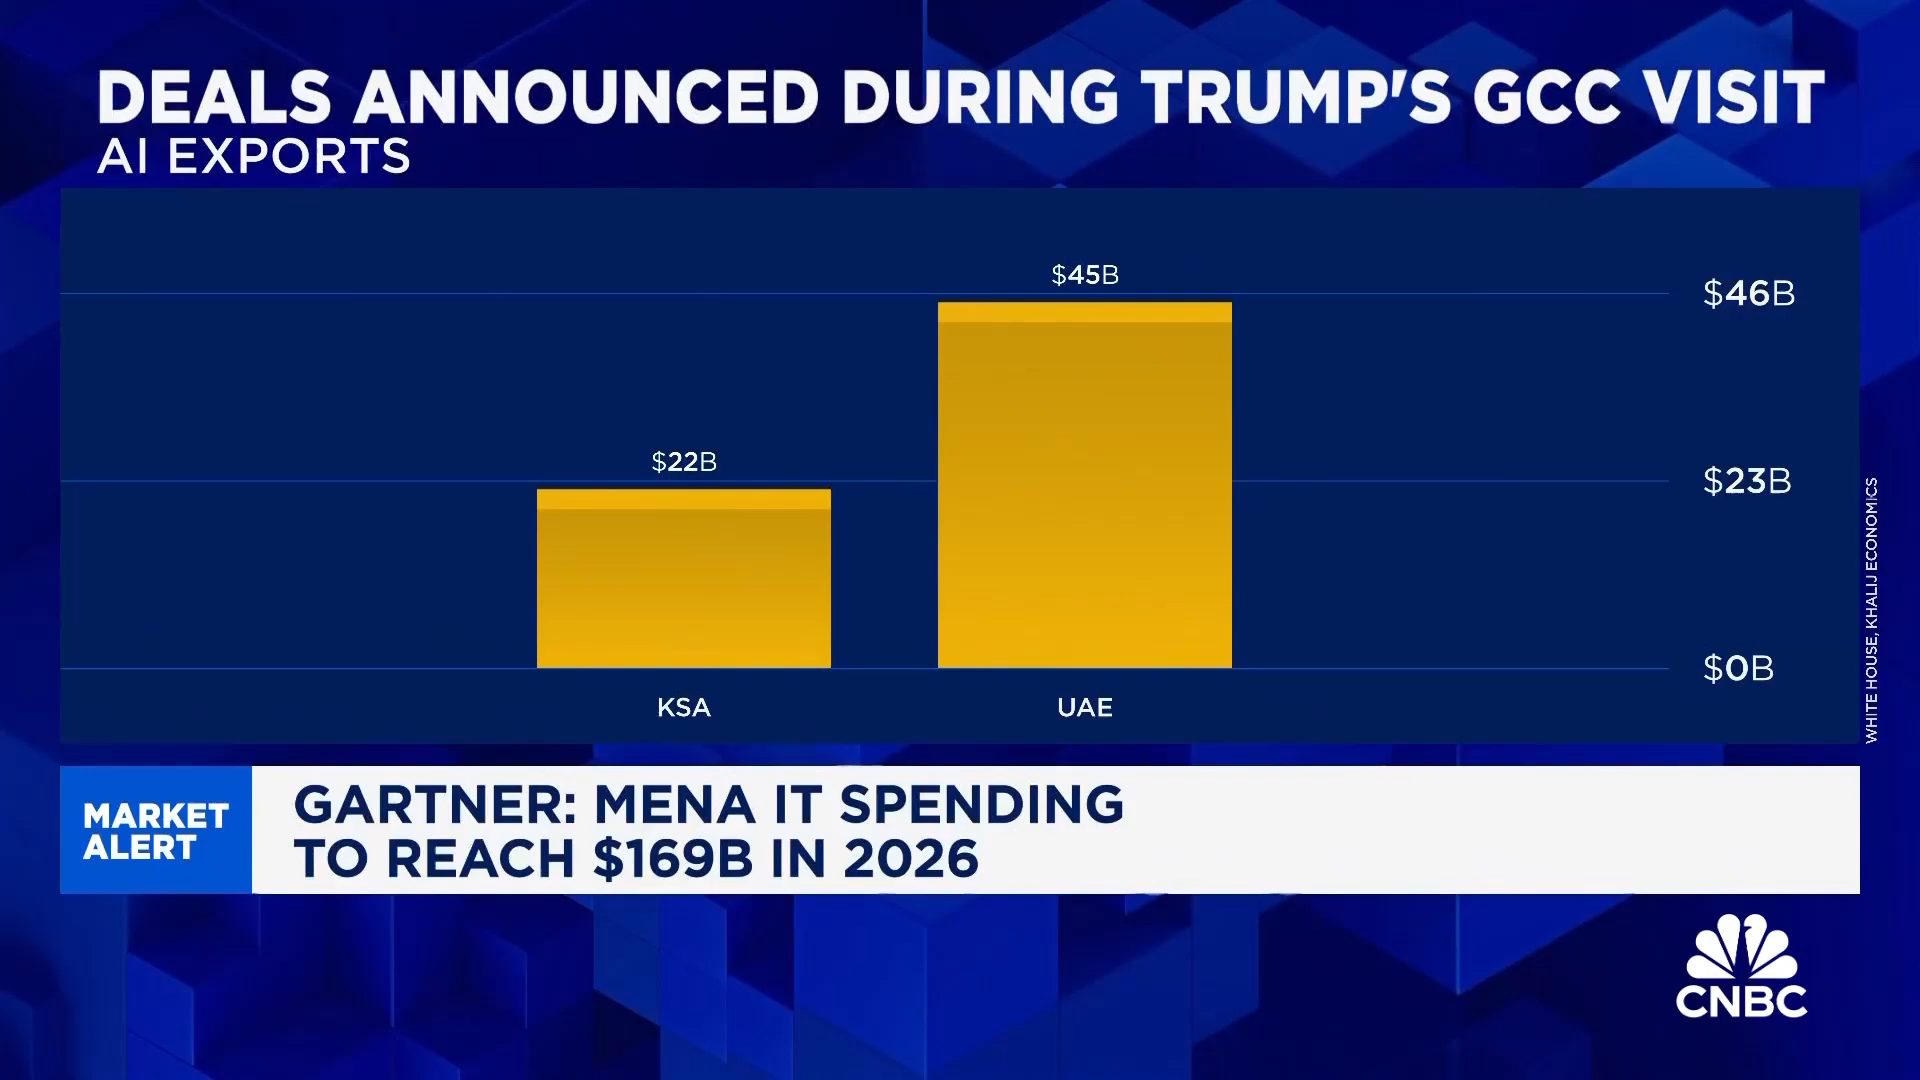 DEALS ANNOUNCED DURING TRUMP'S GCC VISIT
AI EXPORTS
$45B
$46B
$22B
$23B
$0B
KSA
UAE
WHITE HOUSE, KHALIJ ECONOMICS
MARKET
ALERT
GARTNER: MENA IT SPENDING
TO REACH $169B IN 2026
CNBC